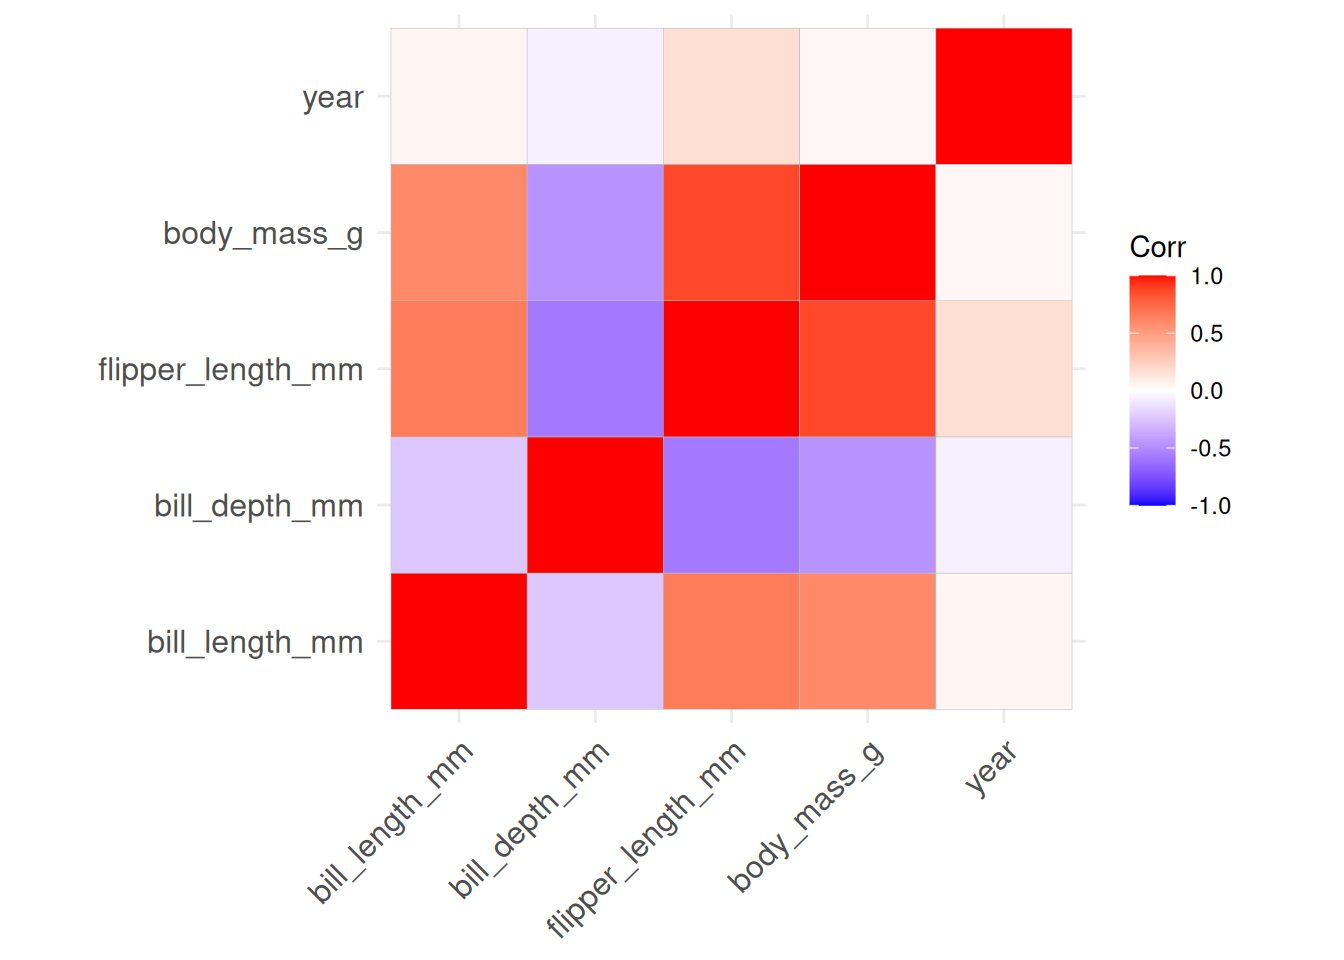 year
body_mass_g
flipper_length_mm
bill_depth_mm
bill_length_mm
bill_length_mm
bill_depth_mm
flipper_length_mm
body_mass_g
year
Corr
1.0
0.5
0.0
-0.5
-1.0